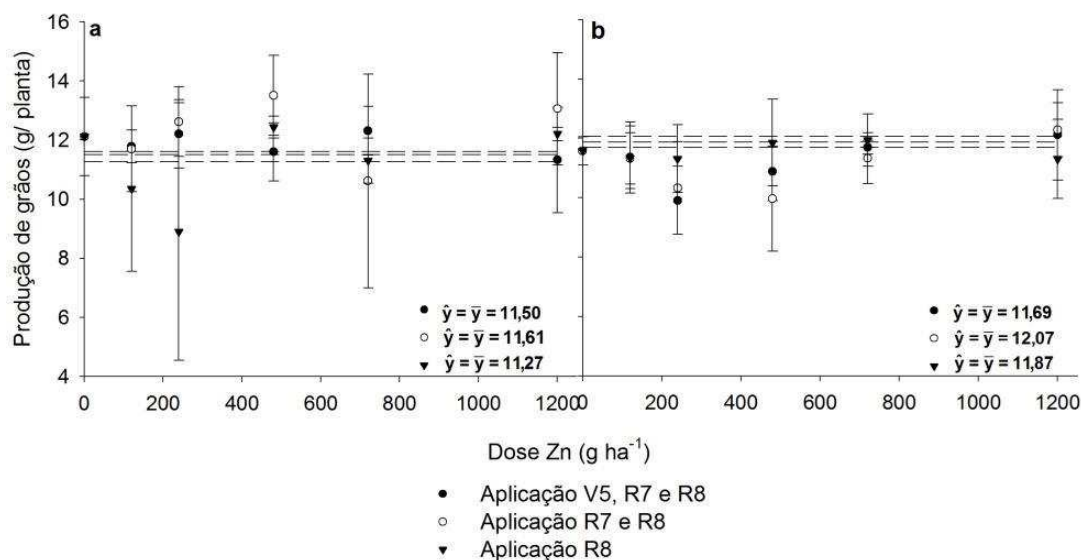 a
b
Produção de grãos (g/ planta)
16
14
12
10
8
6
4
ŷ = ȳ = 11,50
ŷ = ȳ = 11,61
ŷ = ȳ = 11,27
ŷ = ȳ = 11,69
ŷ = ȳ = 12,07
ŷ = ȳ = 11,87
0 200 400 600 800 1000 1200
0 200 400 600 800 1000 1200
Dose Zn (g ha⁻¹)
Aplicação V5, R7 e R8
Aplicação R7 e R8
Aplicação R8